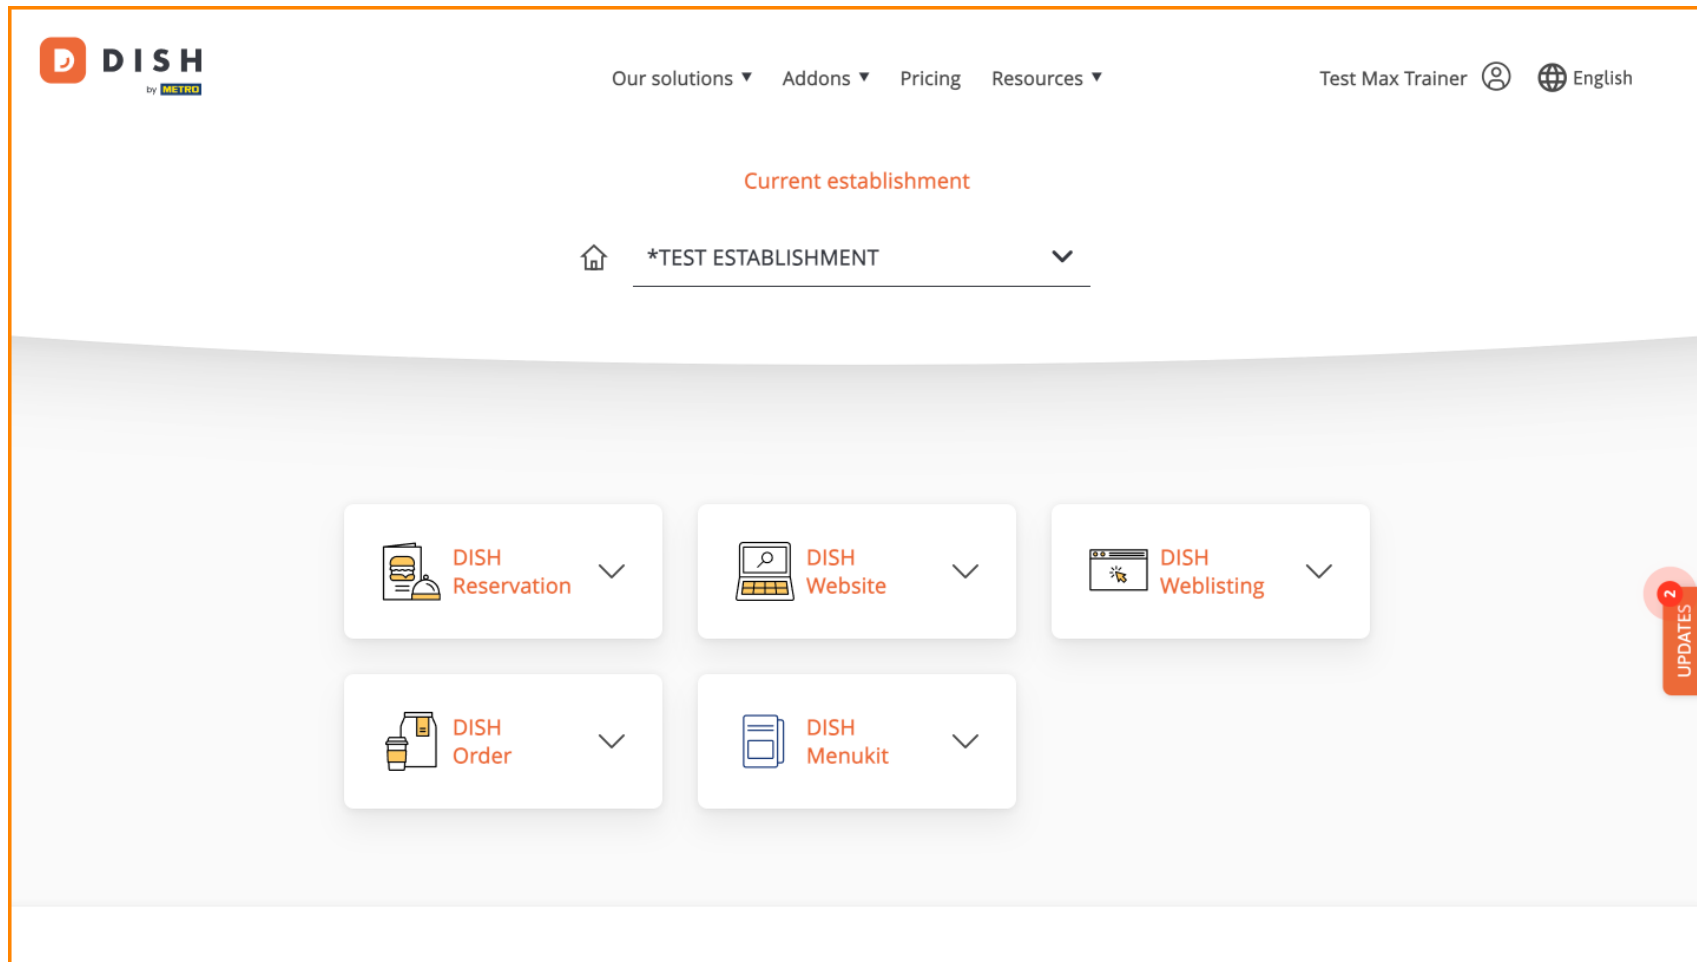 DISH
by METRO
Our solutions ▼ Addons ▼ Pricing Resources ▼ Test Max Trainer English
Current establishment
*TEST ESTABLISHMENT
DISH
Reservation
DISH
Website
DISH
Weblisting
2
UPDATES
DISH
Order
DISH
Menukit